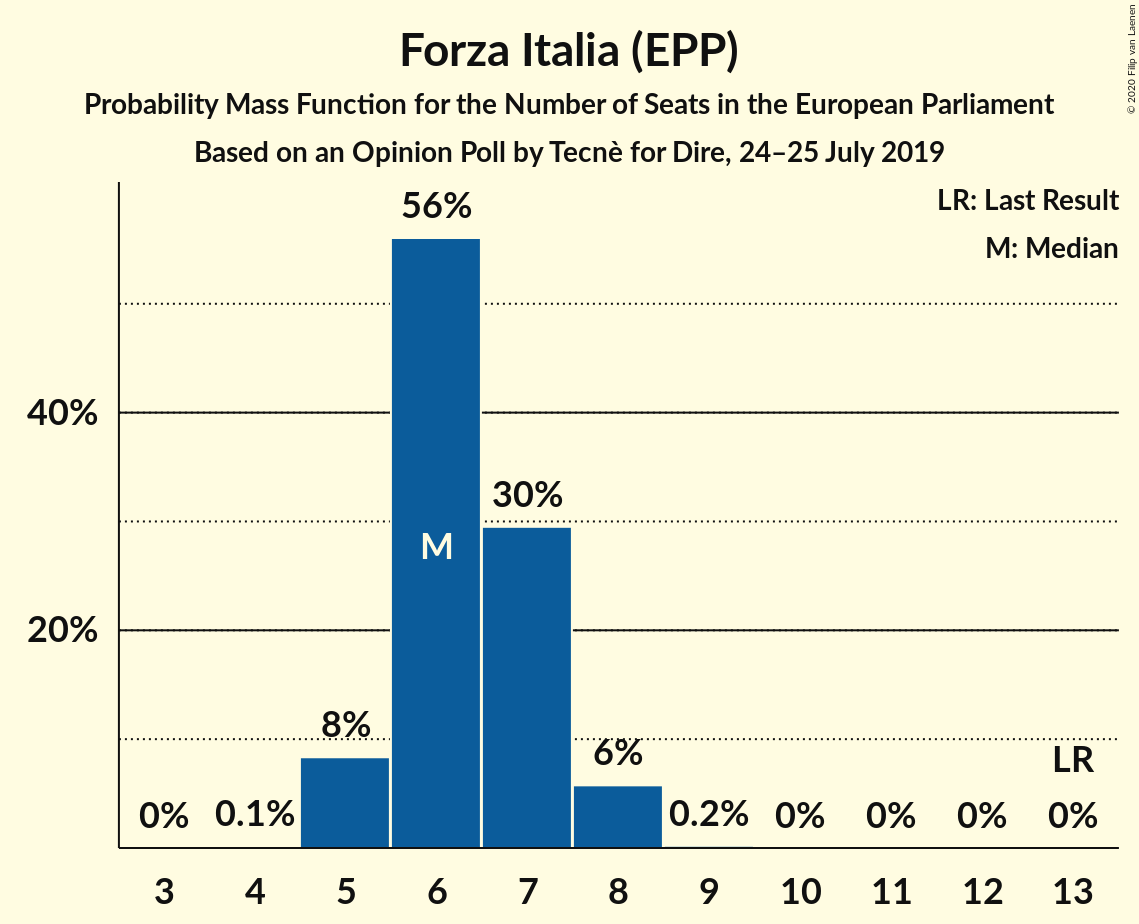 Forza Italia (EPP)
Probability Mass Function for the Number of Seats in the European Parliament
Based on an Opinion Poll by Tecnè for Dire, 24–25 July 2019
© 2020 Filip van Laenen
LR: Last Result
M: Median
56%
40%
30%
M
20%
8%
6%
LR
0% 0.1% 0.2% 0% 0% 0% 0%
3 4 5 6 7 8 9 10 11 12 13